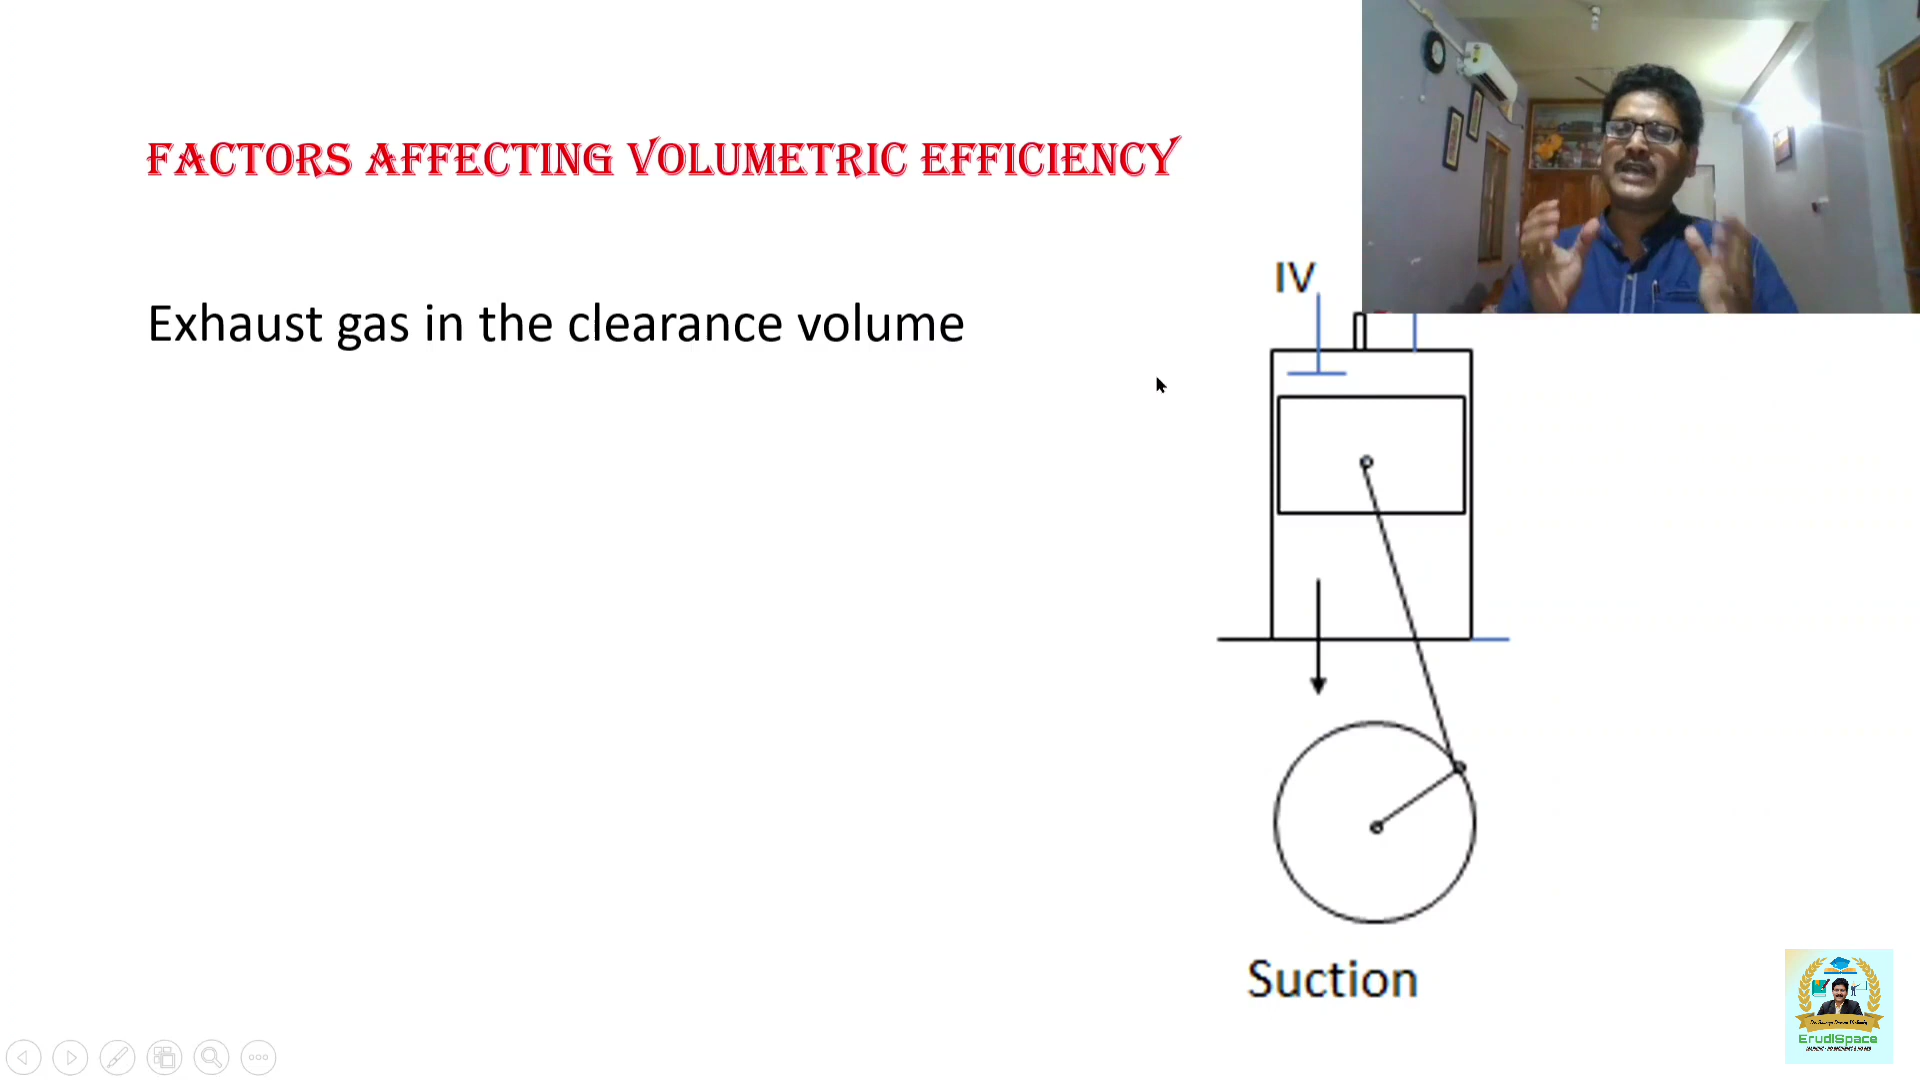 FACTORS AFFECTING VOLUMETRIC EFFICIENCY
IV
Exhaust gas in the clearance volume
Suction
ErudiSpace